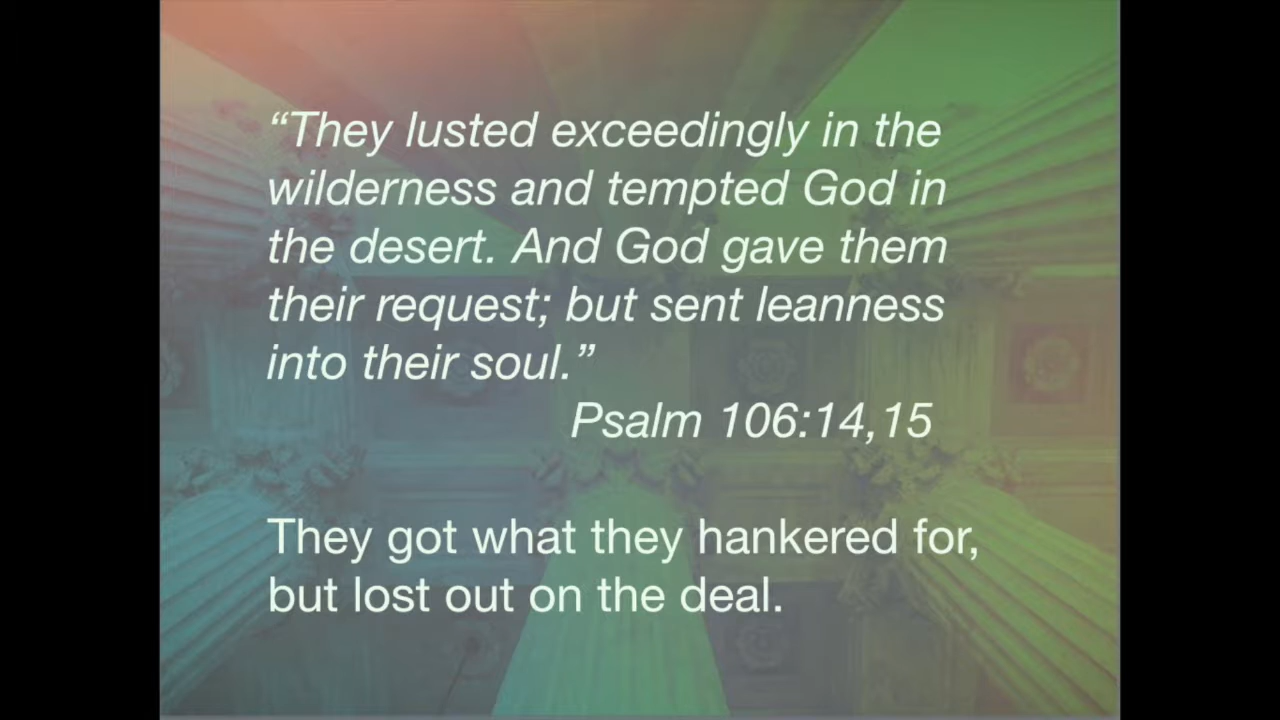 “They lusted exceedingly in the
wilderness and tempted God in
the desert. And God gave them
their request; but sent leanness
into their soul.”
Psalm 106:14,15
They got what they hankered for,
but lost out on the deal.